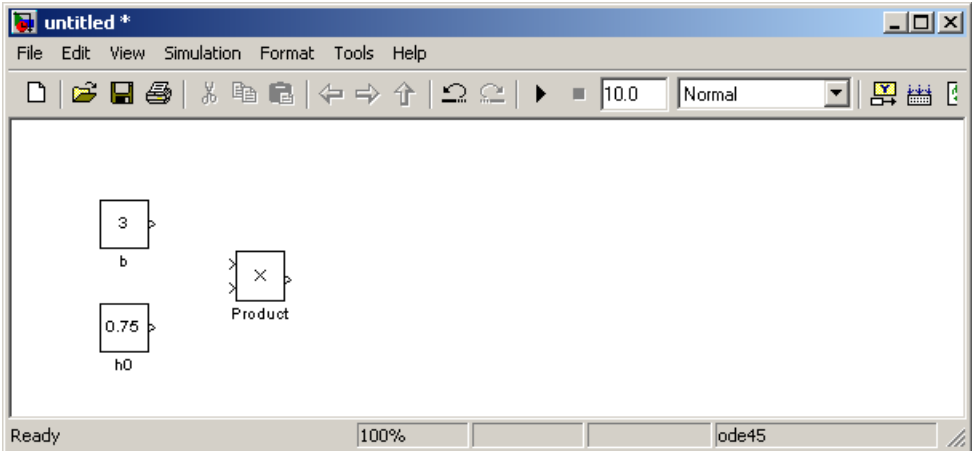 untitled *
File Edit View Simulation Format Tools Help
10.0 Normal
3
b
×
Product
0.75
h0
Ready 100% ode45